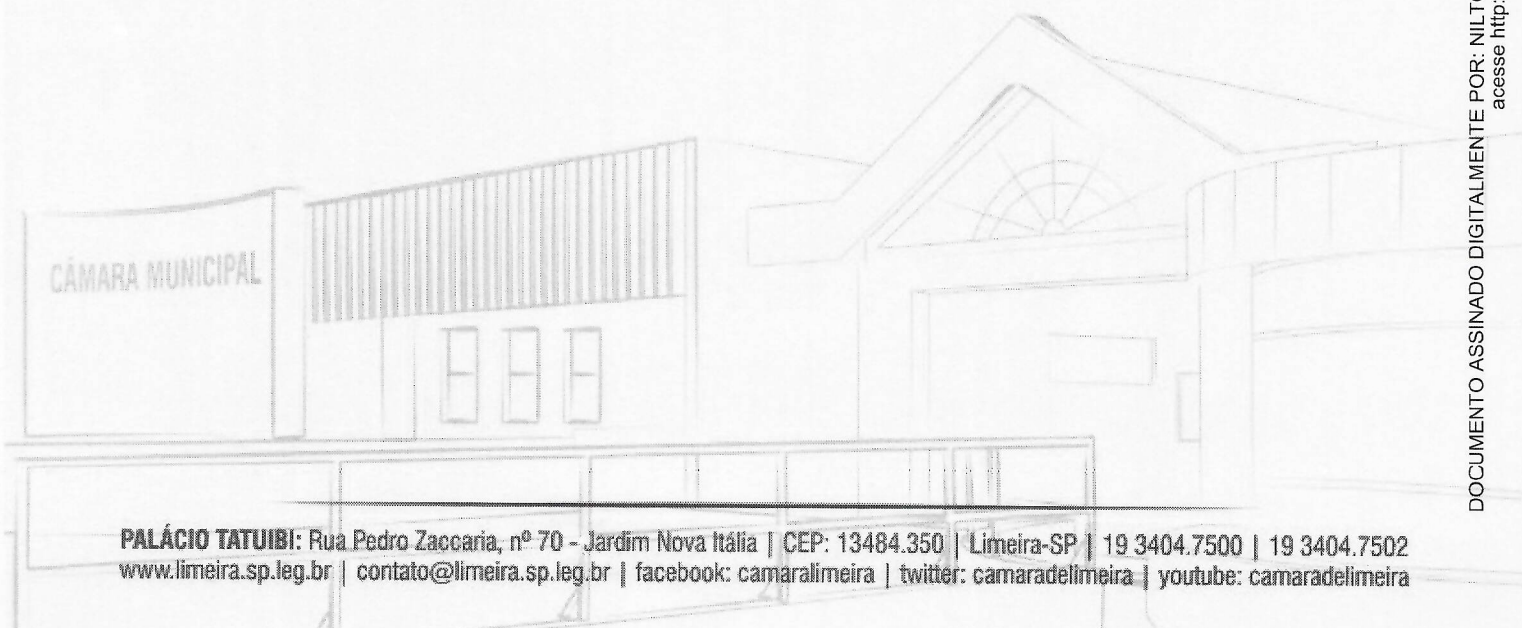 CÂMARA MUNICIPAL
PALÁCIO TATUIBI: Rua Pedro Zaccaria, nº 70 - Jardim Nova Itália | CEP: 13484.350 | Limeira-SP | 19 3404.7500 | 19 3404.7502
www.limeira.sp.leg.br | contato@limeira.sp.leg.br | facebook: camaralimeira | twitter: camaradelimeira | youtube: camaradelimeira
DOCUMENTO ASSINADO DIGITALMENTE POR: NILTO
acesse http: